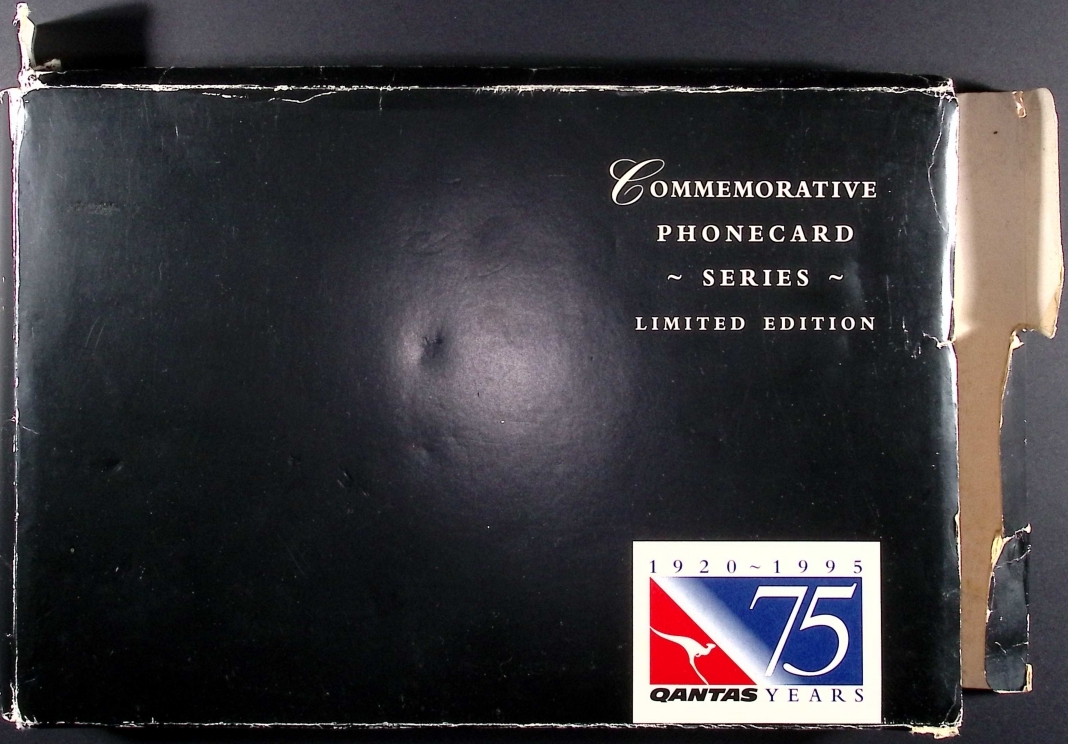 COMMEMORATIVE
PHONECARD
~ SERIES ~
LIMITED EDITION
1920~1995
75
QANTAS YEARS